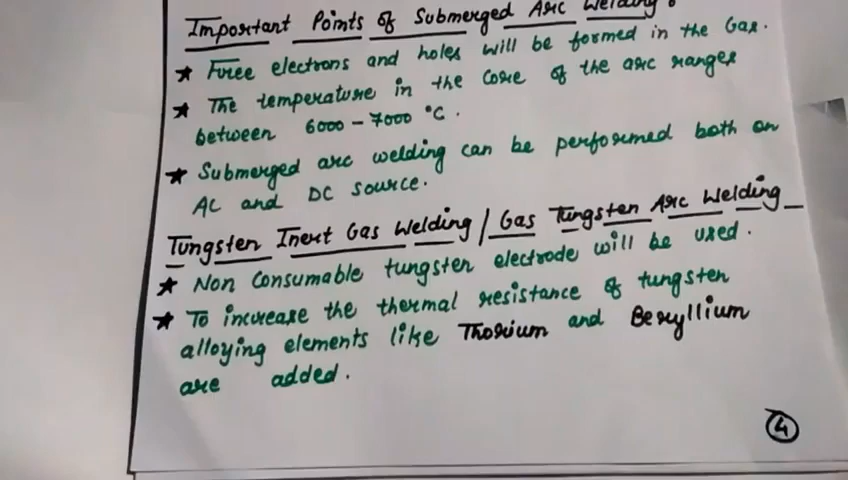 Important Points of Submerged Arc Welding :
★ Free electrons and holes will be formed in the Gas.
★ The temperature in the core of the arc ranges
between 6000 - 7000 °C.
★ Submerged arc welding can be performed both on
AC and DC source.
Tungsten Inert Gas Welding / Gas Tungsten Arc Welding
★ Non Consumable tungsten electrode will be used.
★ To increase the thermal resistance of tungsten
alloying elements like Thorium and Beryllium
are added.
4